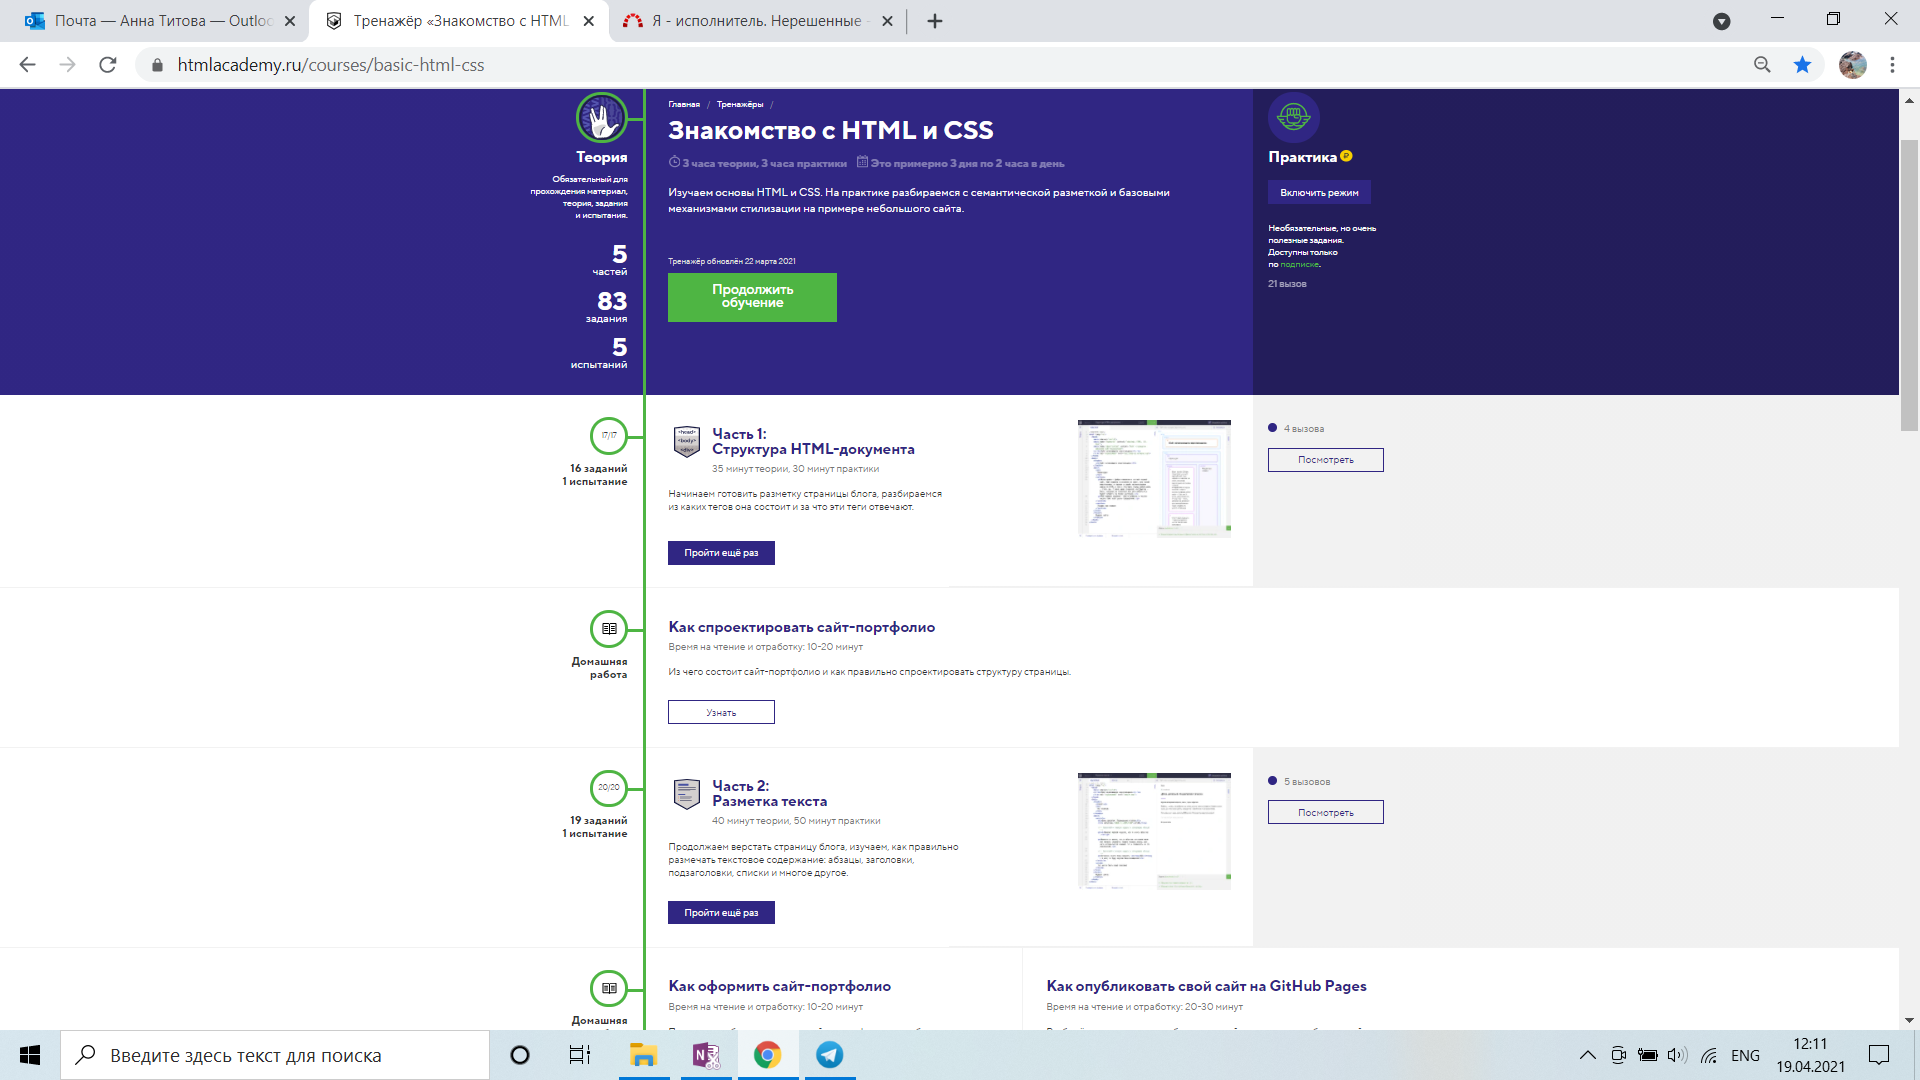 Почта — Анна Титова — Outloo
Тренажёр «Знакомство с HTML
Я - исполнитель. Нерешенные -
htmlacademy.ru/courses/basic-html-css
Теория
Обязательный для
прохождения материал,
теория, задания
и испытания.
5
частей
83
задания
5
испытаний
Главная / Тренажёры /
Знакомство с HTML и CSS
3 часа теории, 3 часа практики Это примерно 3 дня по 2 часа в день
Изучаем основы HTML и CSS. На практике разбираемся с семантической разметкой и базовыми
механизмами стилизации на примере небольшого сайта.
Тренажёр обновлён 22 марта 2021
Продолжить
обучение
Практика
Включить режим
Необязательные, но очень
полезные задания.
Доступны только
по подписке.
21 вызов
17/17
16 заданий
1 испытание
<head>
<body>
<div>
Часть 1:
Структура HTML-документа
35 минут теории, 30 минут практики
Начинаем готовить разметку страницы блога, разбираемся
из каких тегов она состоит и за что эти теги отвечают.
Пройти ещё раз
4 вызова
Посмотреть
Домашняя
работа
Как спроектировать сайт-портфолио
Время на чтение и отработку: 10-20 минут
Из чего состоит сайт-портфолио и как правильно спроектировать структуру страницы.
Узнать
20/20
19 заданий
1 испытание
Часть 2:
Разметка текста
40 минут теории, 50 минут практики
Продолжаем верстать страницу блога, изучаем, как правильно
размечать текстовое содержание: абзацы, заголовки,
подзаголовки, списки и многое другое.
Пройти ещё раз
5 вызовов
Посмотреть
Домашняя
Как оформить сайт-портфолио
Время на чтение и отработку: 10-20 минут
Как опубликовать свой сайт на GitHub Pages
Время на чтение и отработку: 20-30 минут
Введите здесь текст для поиска
ENG
12:11
19.04.2021